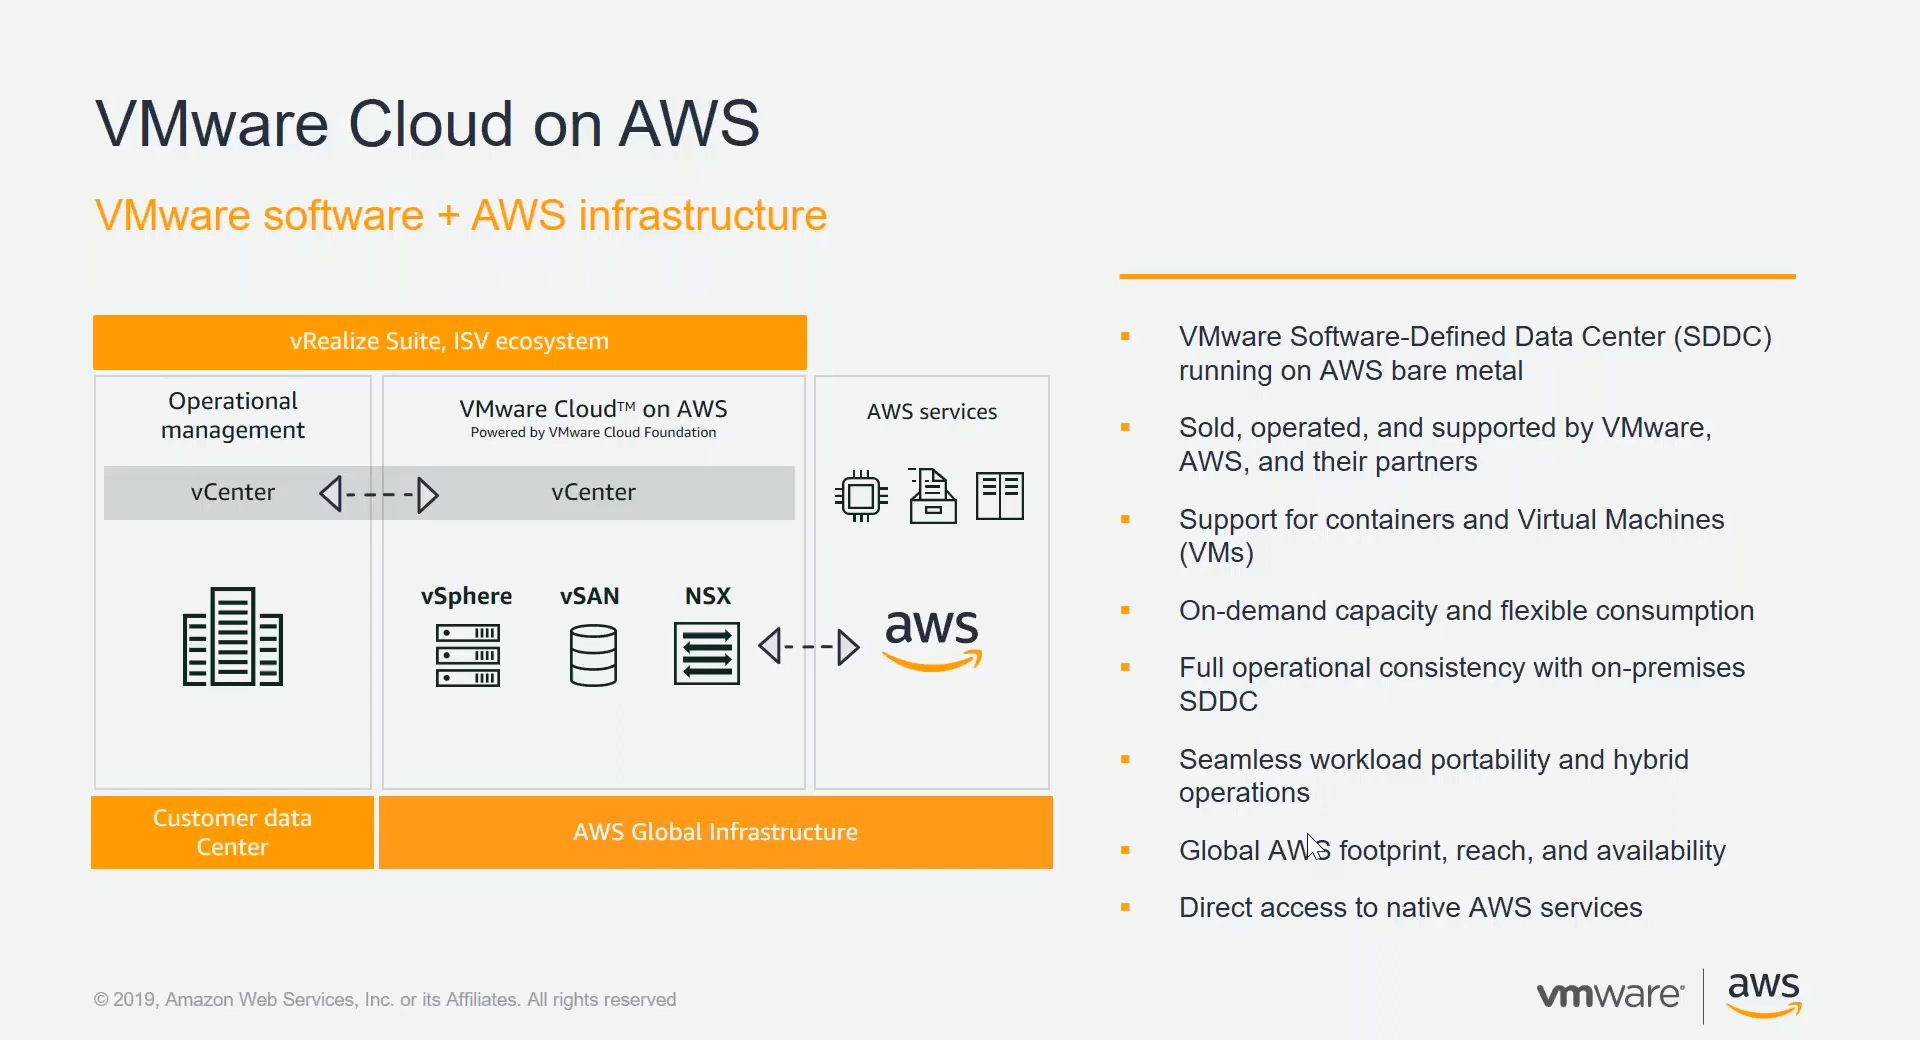 VMware Cloud on AWS
VMware software + AWS infrastructure
vRealize Suite, ISV ecosystem
Operational
management
vCenter
VMware Cloud™ on AWS
Powered by VMware Cloud Foundation
vCenter
vSphere
vSAN
NSX
AWS services
aws
Customer data
Center
AWS Global Infrastructure
VMware Software-Defined Data Center (SDDC)
running on AWS bare metal
Sold, operated, and supported by VMware,
AWS, and their partners
Support for containers and Virtual Machines
(VMs)
On-demand capacity and flexible consumption
Full operational consistency with on-premises
SDDC
Seamless workload portability and hybrid
operations
Global AWS footprint, reach, and availability
Direct access to native AWS services
© 2019, Amazon Web Services, Inc. or its Affiliates. All rights reserved
vmware®
aws